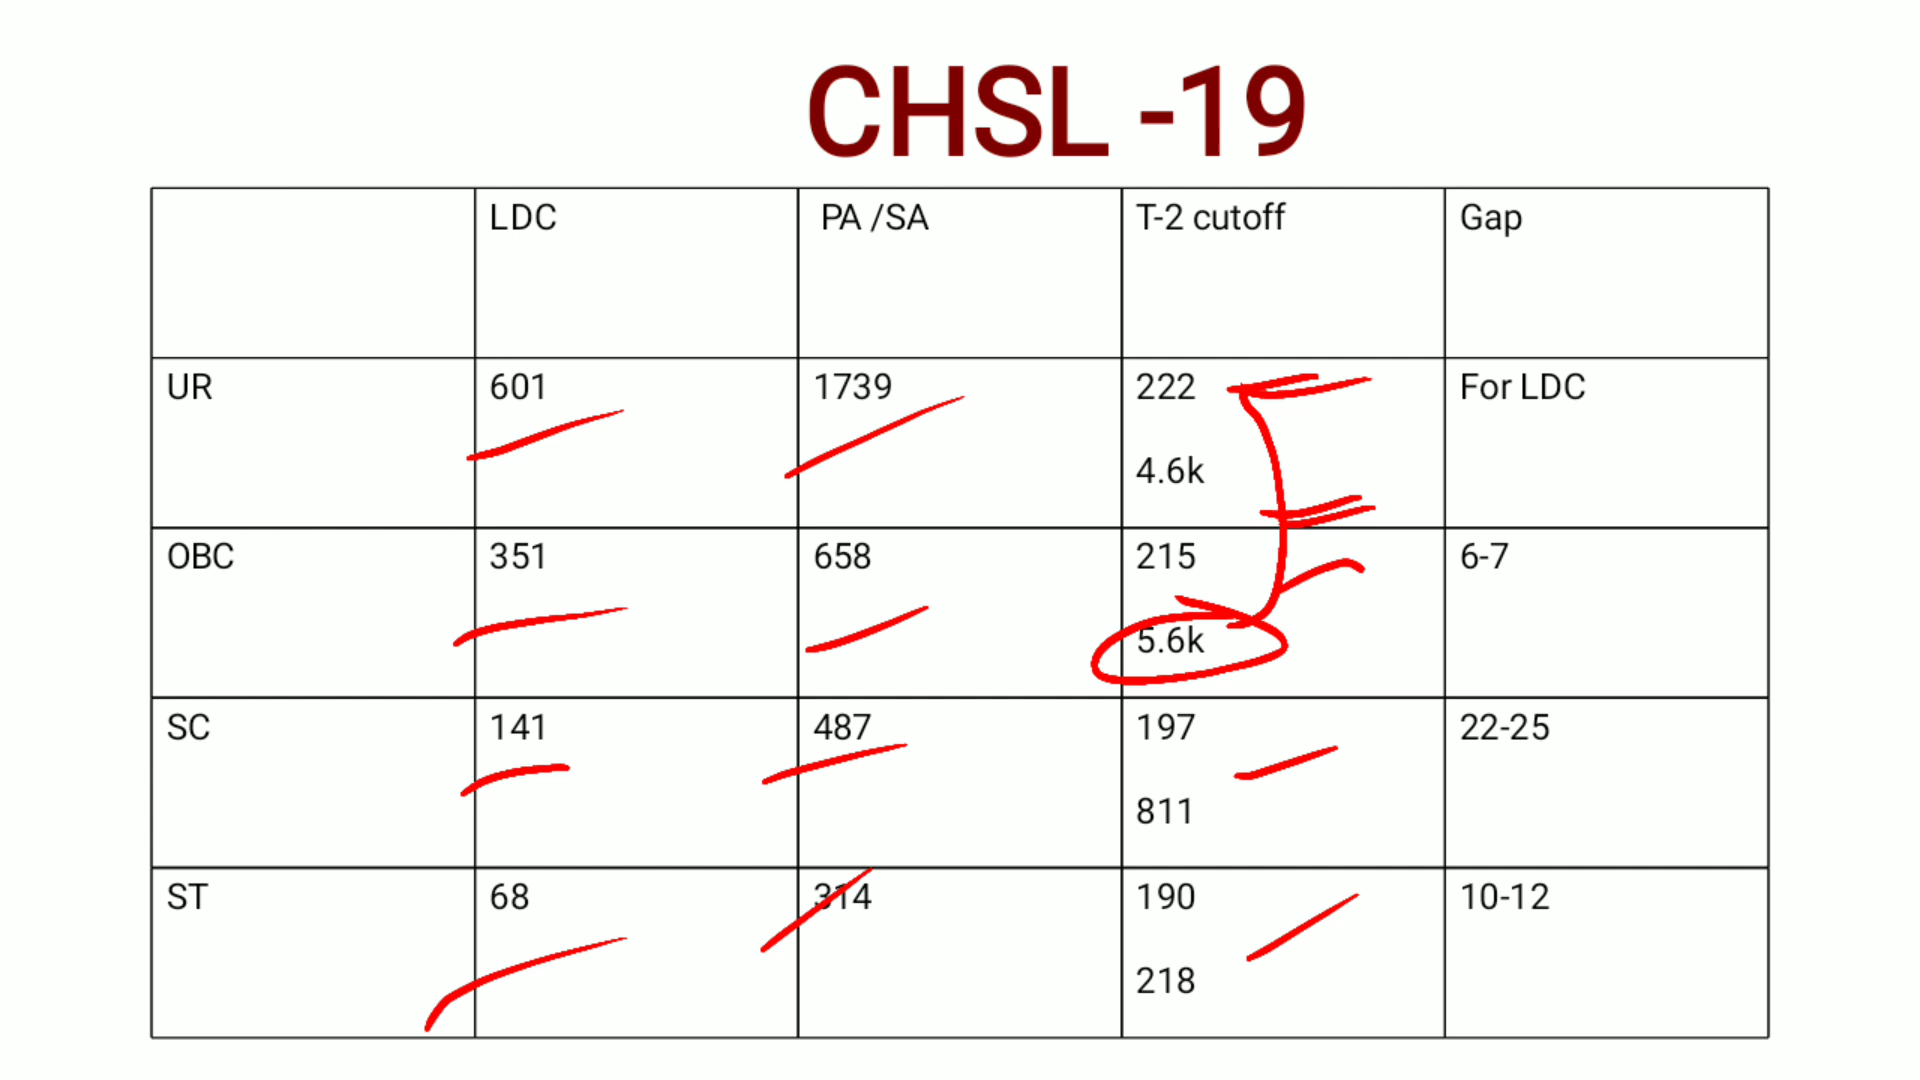 CHSL -19
LDC PA /SA T-2 cutoff Gap
UR 601 1739 222 For LDC
4.6k
OBC 351 658 215 6-7
5.6k
SC 141 487 197 22-25
811
ST 68 314 190 10-12
218